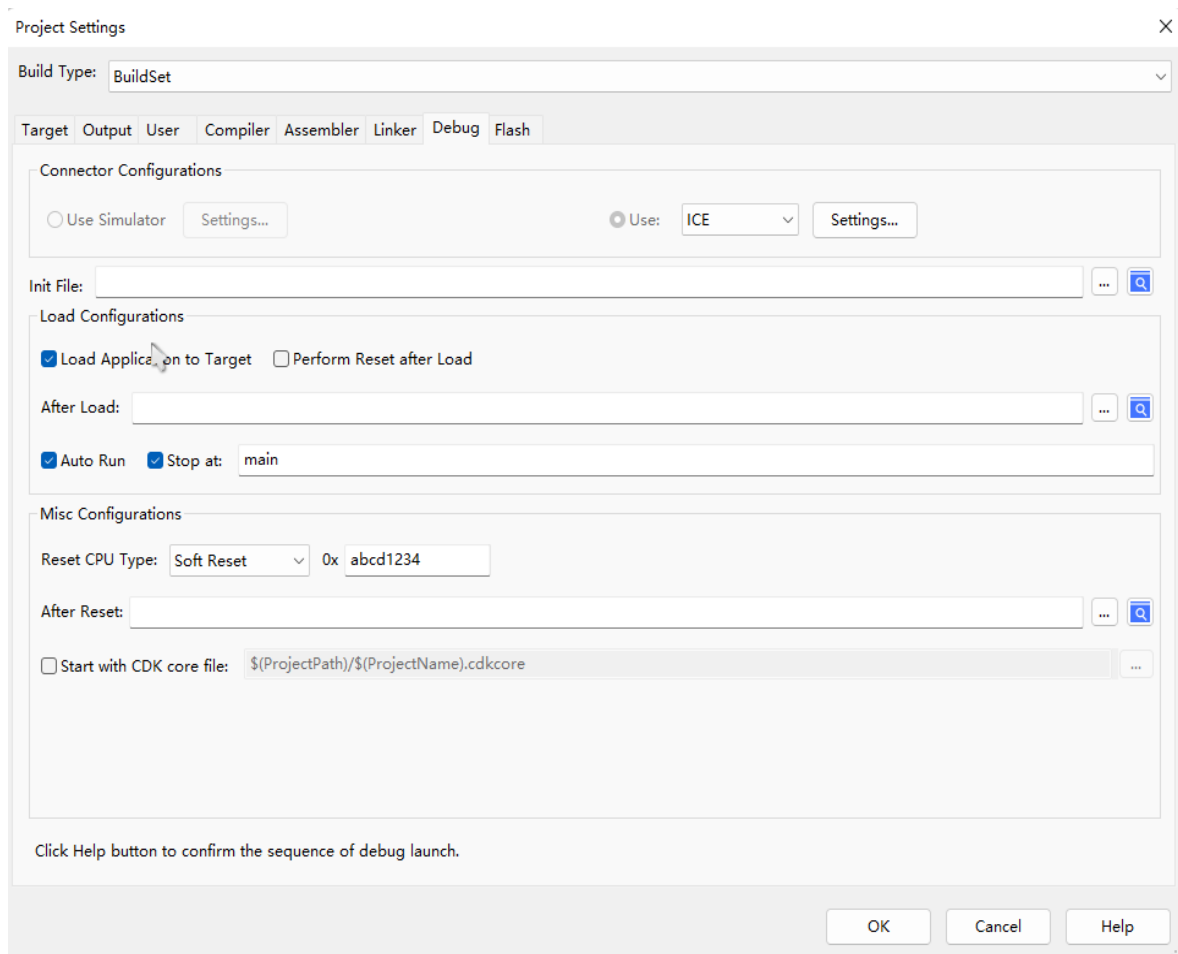 Project Settings
Build Type: BuildSet
Target Output User Compiler Assembler Linker Debug Flash
Connector Configurations
Use Simulator Settings... Use: ICE Settings...
Init File: ...
Load Configurations
Load Application to Target Perform Reset after Load
After Load: ...
Auto Run Stop at: main
Misc Configurations
Reset CPU Type: Soft Reset 0x abcd1234
After Reset: ...
Start with CDK core file: $(ProjectPath)/$(ProjectName).cdkcore ...
Click Help button to confirm the sequence of debug launch.
OK Cancel Help